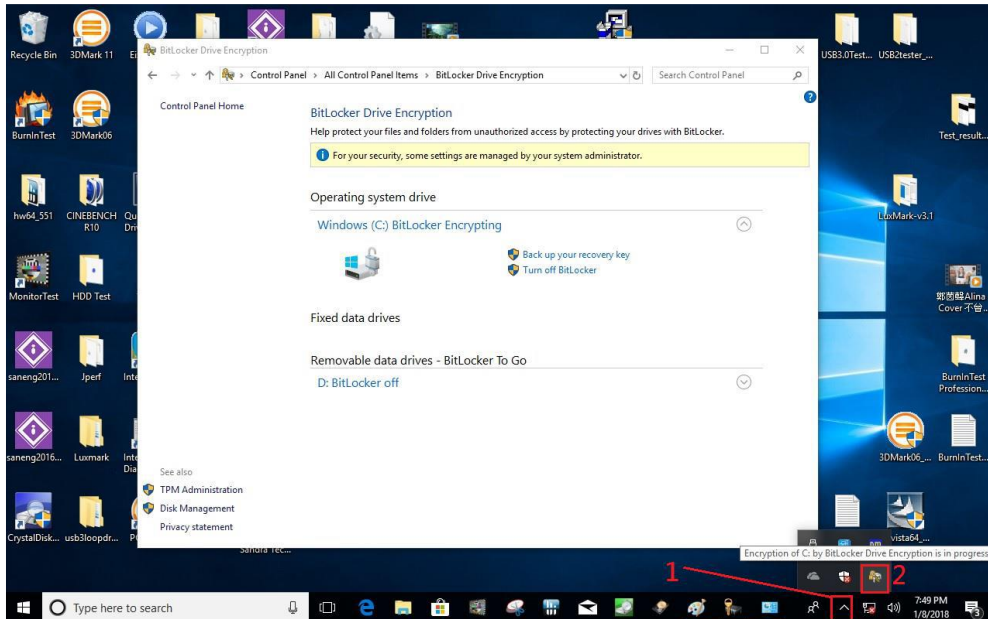 Recycle Bin
3DMark 11
USB3.0Test...
USB2tester_...
BitLocker Drive Encryption
Control Panel › All Control Panel Items › BitLocker Drive Encryption
Search Control Panel
Control Panel Home
BitLocker Drive Encryption
Help protect your files and folders from unauthorized access by protecting your drives with BitLocker.
For your security, some settings are managed by your system administrator.
Operating system drive
Windows (C:) BitLocker Encrypting
Back up your recovery key
Turn off BitLocker
Fixed data drives
Removable data drives - BitLocker To Go
D: BitLocker off
See also
TPM Administration
Disk Management
Privacy statement
BurnInTest
3DMark06
Test_result...
hw64_551
CINEBENCH
R10
LuxMark-v3.1
MonitorTest
HDD Test
Cover 不曾...
saneng201...
Jperf
BurnInTest
Profession...
saneng2016...
Luxmark
3DMark06_...
BurnInTest...
CrystalDisk...
usb3loopdr...
vista64_...
Sandra Tec...
Encryption of C: by BitLocker Drive Encryption is in progress
1
2
Type here to search
7:49 PM
1/8/2018
3